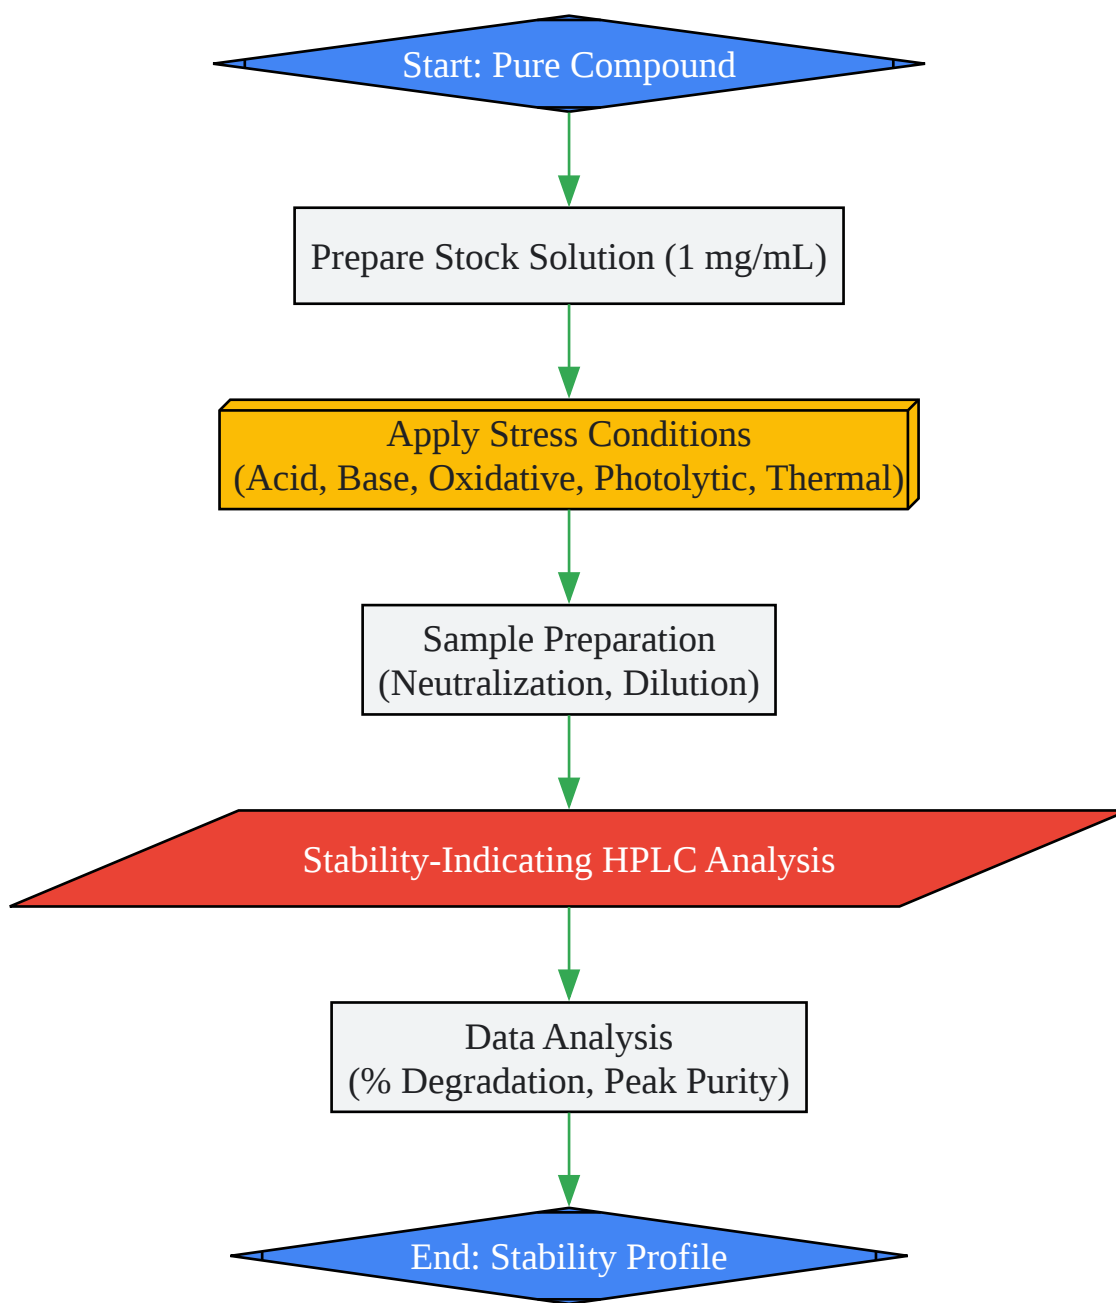 Start: Pure Compound
Prepare Stock Solution (1 mg/mL)
Apply Stress Conditions
(Acid, Base, Oxidative, Photolytic, Thermal)
Sample Preparation
(Neutralization, Dilution)
Stability-Indicating HPLC Analysis
Data Analysis
(% Degradation, Peak Purity)
End: Stability Profile